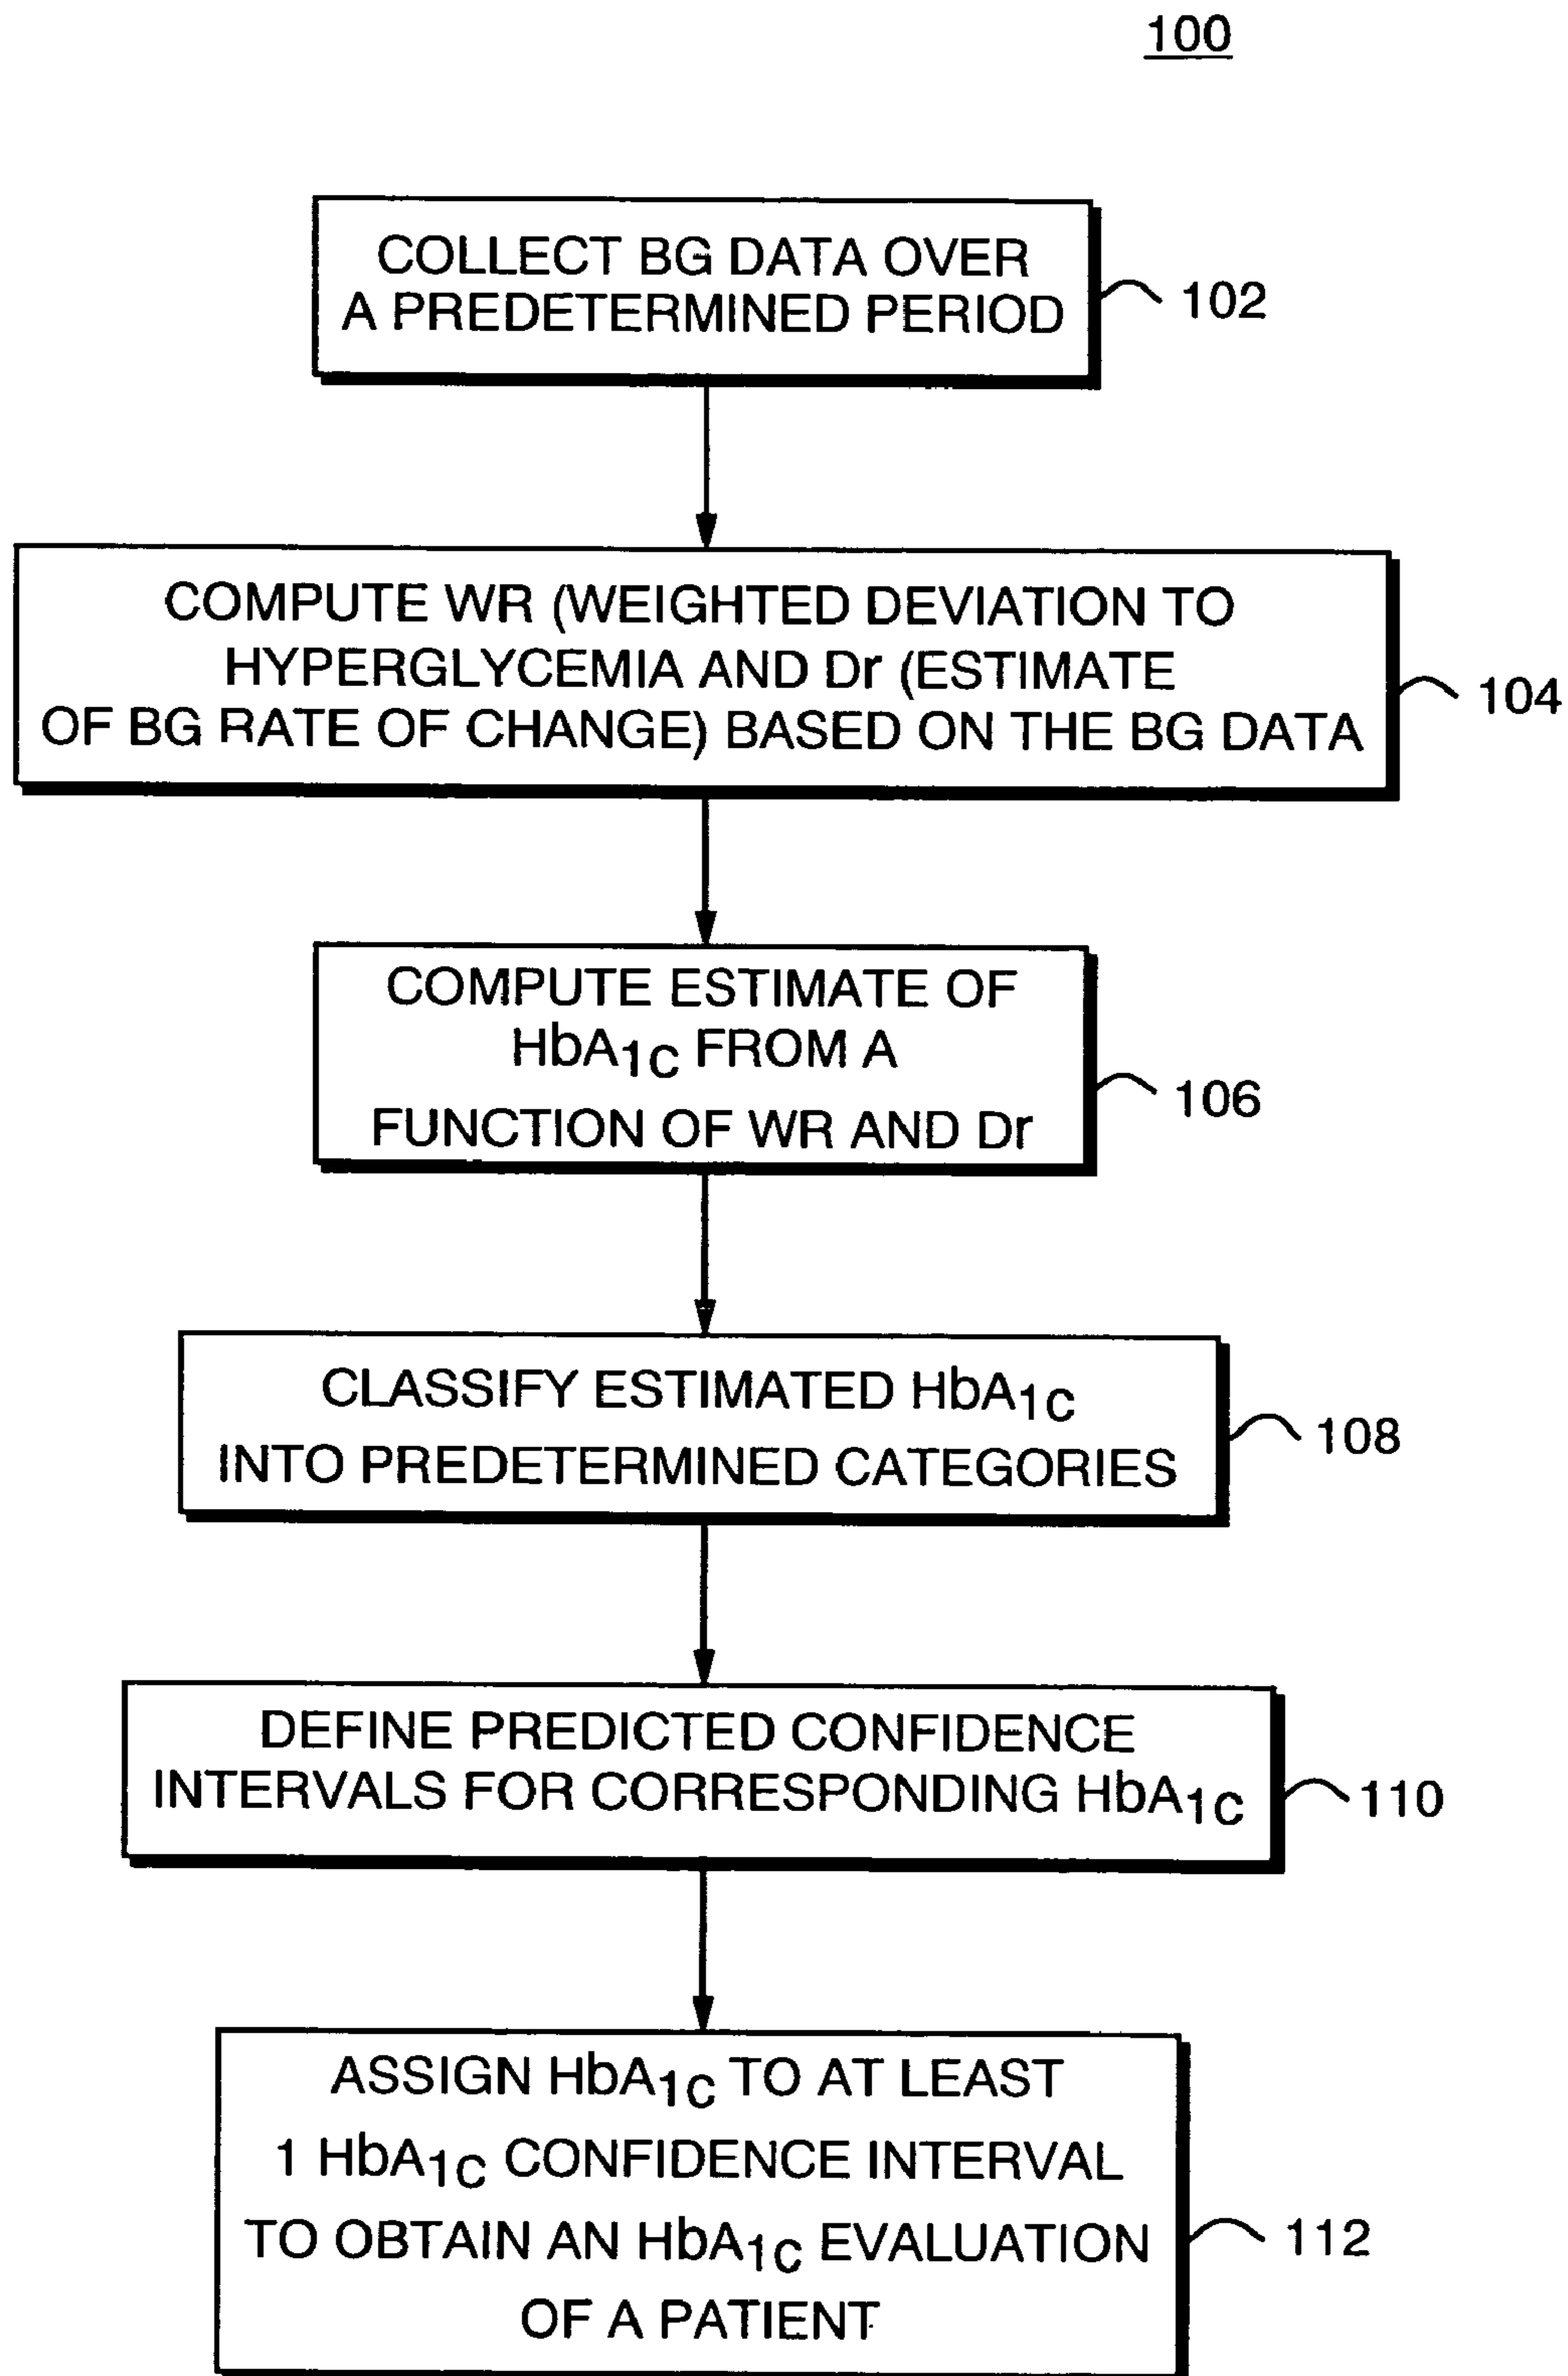 100
COLLECT BG DATA OVER
A PREDETERMINED PERIOD
102
COMPUTE WR (WEIGHTED DEVIATION TO
HYPERGLYCEMIA AND Dr (ESTIMATE
OF BG RATE OF CHANGE) BASED ON THE BG DATA
104
COMPUTE ESTIMATE OF
HbA1c FROM A
FUNCTION OF WR AND Dr
106
CLASSIFY ESTIMATED HbA1c
INTO PREDETERMINED CATEGORIES
108
DEFINE PREDICTED CONFIDENCE
INTERVALS FOR CORRESPONDING HbA1c
110
ASSIGN HbA1c TO AT LEAST
1 HbA1c CONFIDENCE INTERVAL
TO OBTAIN AN HbA1c EVALUATION
OF A PATIENT
112